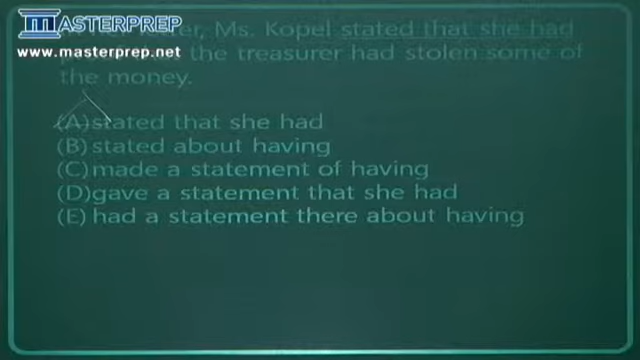 MASTERPREP
www.masterprep.net
Ms. Kopel stated that she had
the treasurer had stolen some of
the money.
(A) stated that she had
(B) stated about having
(C) made a statement of having
(D) gave a statement that she had
(E) had a statement there about having